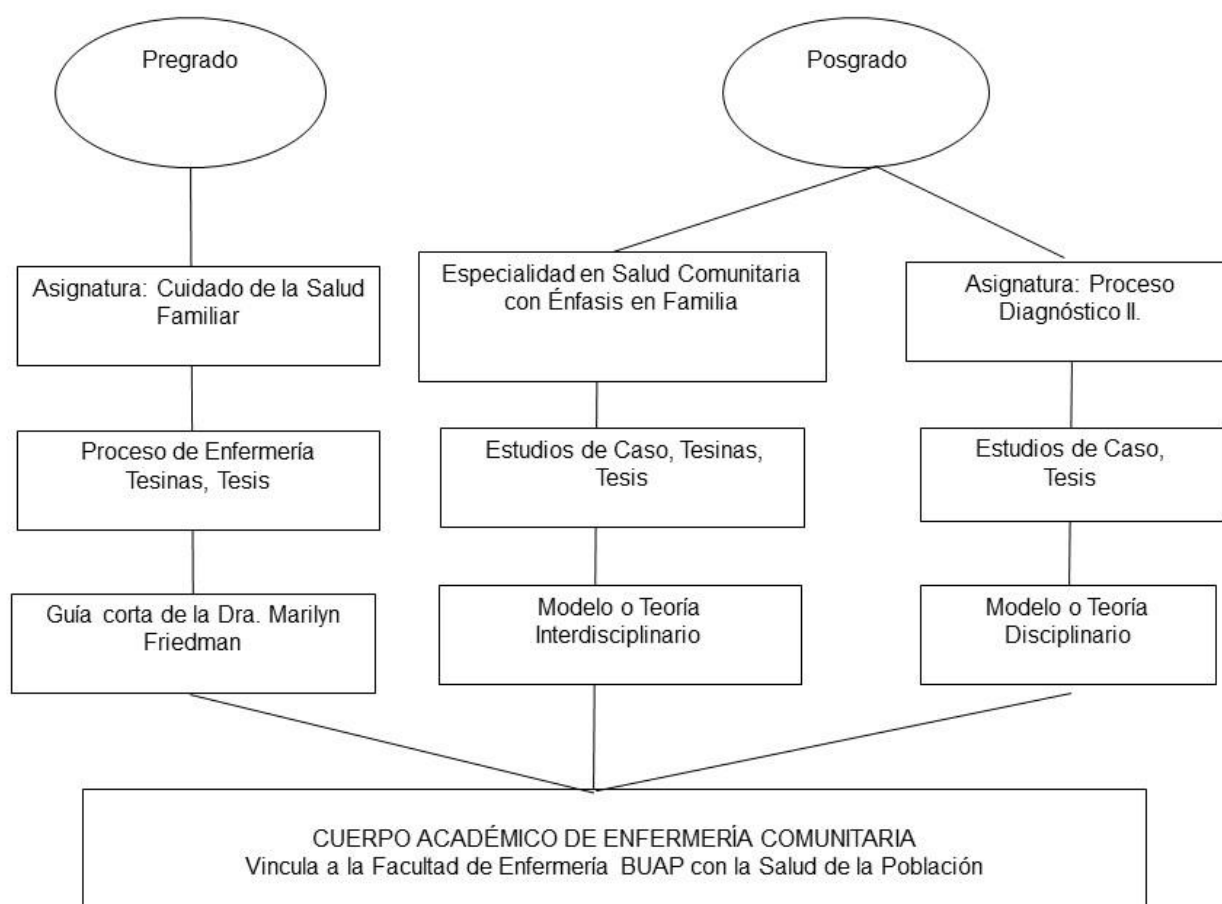 Pregrado
Posgrado
Asignatura: Cuidado de la Salud
Familiar
Especialidad en Salud Comunitaria
con Énfasis en Familia
Asignatura: Proceso
Diagnóstico II.
Proceso de Enfermería
Tesinas, Tesis
Estudios de Caso, Tesinas,
Tesis
Estudios de Caso,
Tesis
Guía corta de la Dra. Marilyn
Friedman
Modelo o Teoría
Interdisciplinario
Modelo o Teoría
Disciplinario
CUERPO ACADÉMICO DE ENFERMERÍA COMUNITARIA
Vincula a la Facultad de Enfermería BUAP con la Salud de la Población